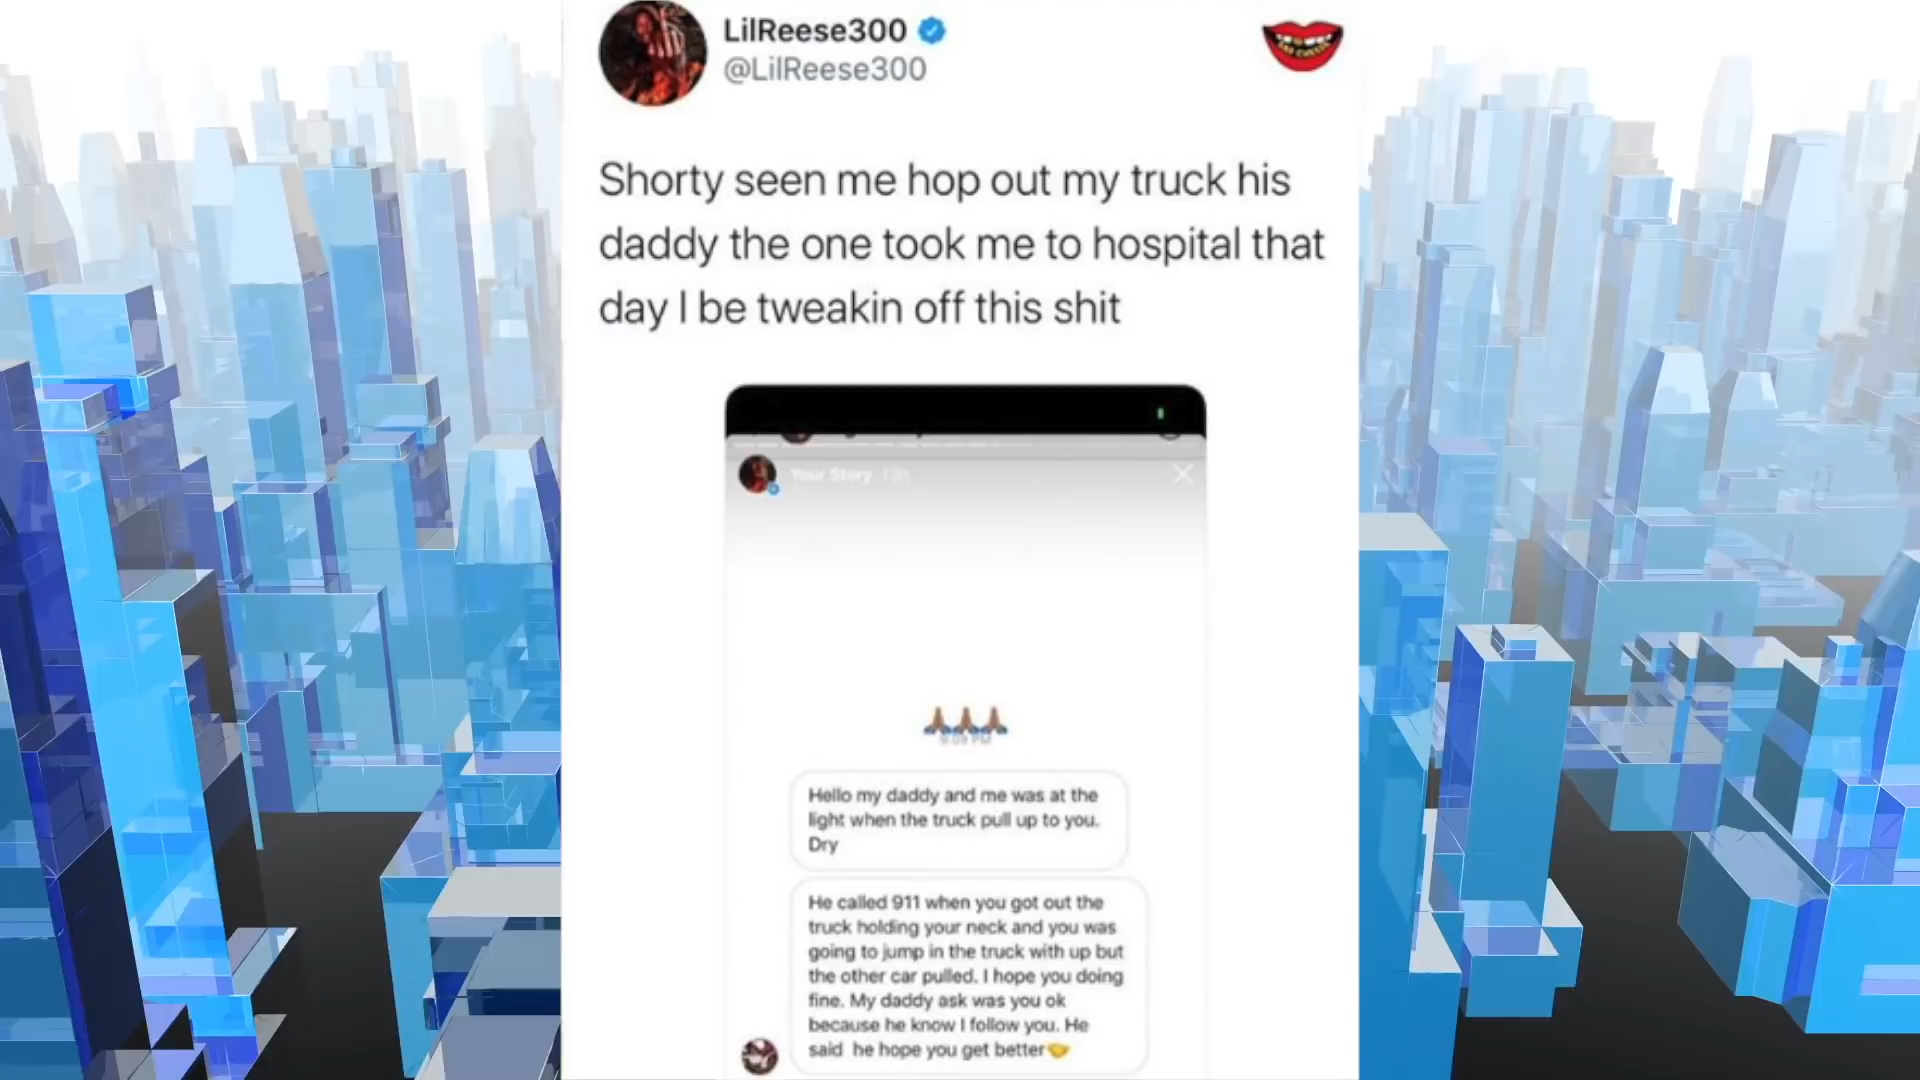 LilReese300
@LilReese300
Shorty seen me hop out my truck his
daddy the one took me to hospital that
day I be tweakin off this shit
Your Story
Hello my daddy and me was at the
light when the truck pull up to you.
Dry
He called 911 when you got out the
truck holding your neck and you was
going to jump in the truck with up but
the other car pulled. I hope you doing
fine. My daddy ask was you ok
because he know I follow you. He
said he hope you get better🤝